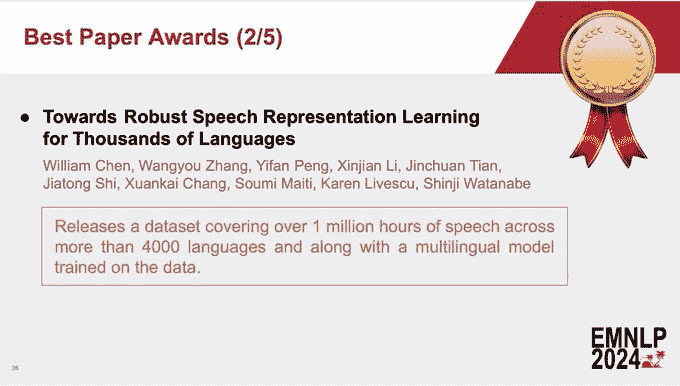 Best Paper Awards (2/5)
● Towards Robust Speech Representation Learning
for Thousands of Languages
William Chen, Wangyou Zhang, Yifan Peng, Xinjian Li, Jinchuan Tian,
Jiatong Shi, Xuankai Chang, Soumi Maiti, Karen Livescu, Shinji Watanabe
Releases a dataset covering over 1 million hours of speech across
more than 4000 languages and along with a multilingual model
trained on the data.
26
EMNLP
2024